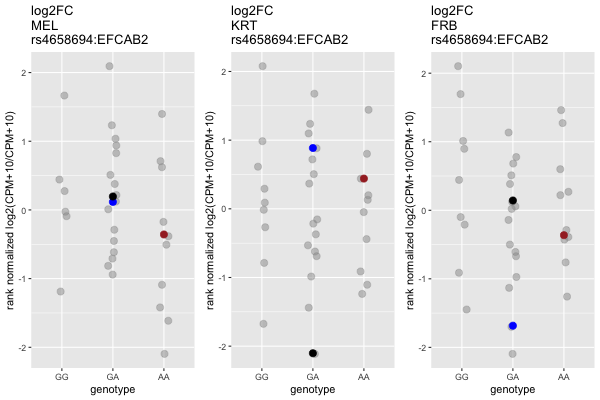 log2FC
MEL
rs4658694:EFCAB2
rank normalized log2(CPM+10/CPM+10)
2
1
0
-1
-2
GG
GA
AA
genotype
log2FC
KRT
rs4658694:EFCAB2
rank normalized log2(CPM+10/CPM+10)
2
1
0
-1
-2
GG
GA
AA
genotype
log2FC
FRB
rs4658694:EFCAB2
rank normalized log2(CPM+10/CPM+10)
2
1
0
-1
-2
GG
GA
AA
genotype